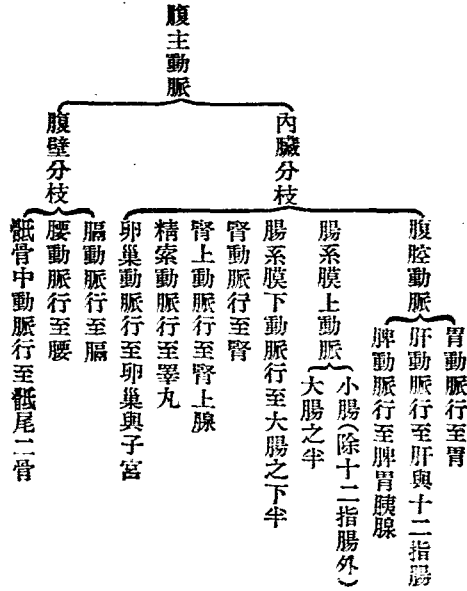 腹主動脈
內臟分枝
腹腔動脈
胃動脈行至胃
肝動脈行至肝與十二指腸
脾動脈行至脾胃胰腺
腸系膜上動脈
小腸(除十二指腸外)
大腸之半
腸系膜下動脈行至大腸之下半
腎動脈行至腎
腎上動脈行至腎上腺
精索動脈行至睪丸
卵巢動脈行至卵巢與子宮
腹壁分枝
膈動脈行至膈
腰動脈行至腰
骶骨中動脈行至骶尾二骨